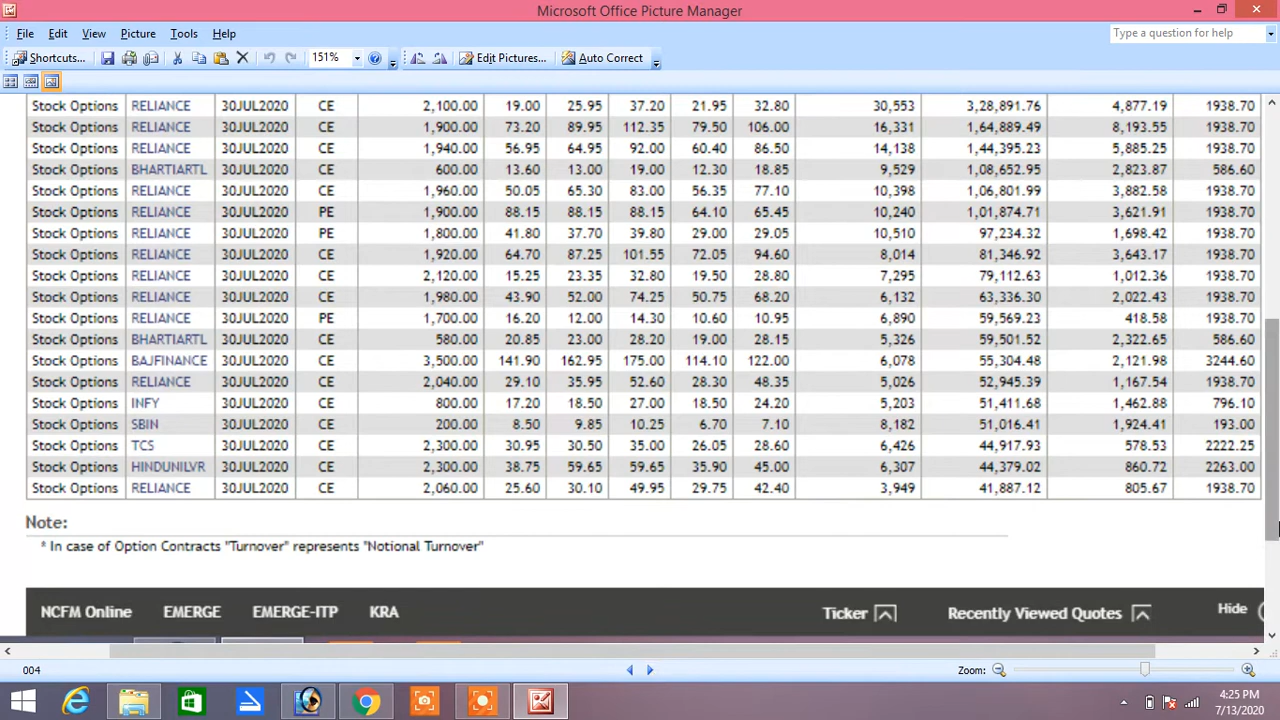 Microsoft Office Picture Manager
File Edit View Picture Tools Help Type a question for help
Shortcuts... 151% Edit Pictures... Auto Correct
Stock Options RELIANCE 30JUL2020 CE 2,100.00 19.00 25.95 37.20 21.95 32.80 30,553 3,28,891.76 4,877.19 1938.70
Stock Options RELIANCE 30JUL2020 CE 1,900.00 73.20 89.95 112.35 79.50 106.00 16,331 1,64,889.49 8,193.55 1938.70
Stock Options RELIANCE 30JUL2020 CE 1,940.00 56.95 64.95 92.00 60.40 86.50 14,138 1,44,395.23 5,885.25 1938.70
Stock Options BHARTIARTL 30JUL2020 CE 600.00 13.60 13.00 19.00 12.30 18.85 9,529 1,08,652.95 2,823.87 586.60
Stock Options RELIANCE 30JUL2020 CE 1,960.00 50.05 65.30 83.00 56.35 77.10 10,398 1,06,801.99 3,882.58 1938.70
Stock Options RELIANCE 30JUL2020 PE 1,900.00 88.15 88.15 88.15 64.10 65.45 10,240 1,01,874.71 3,621.91 1938.70
Stock Options RELIANCE 30JUL2020 PE 1,800.00 41.80 37.70 39.80 29.00 29.05 10,510 97,234.32 1,698.42 1938.70
Stock Options RELIANCE 30JUL2020 CE 1,920.00 64.70 87.25 101.55 72.05 94.60 8,014 81,346.92 3,643.17 1938.70
Stock Options RELIANCE 30JUL2020 CE 2,120.00 15.25 23.35 32.80 19.50 28.80 7,295 79,112.63 1,012.36 1938.70
Stock Options RELIANCE 30JUL2020 CE 1,980.00 43.90 52.00 74.25 50.75 68.20 6,132 63,336.30 2,022.43 1938.70
Stock Options RELIANCE 30JUL2020 PE 1,700.00 16.20 12.00 14.30 10.60 10.95 6,890 59,569.23 418.58 1938.70
Stock Options BHARTIARTL 30JUL2020 CE 580.00 20.85 23.00 28.20 19.00 28.15 5,326 59,501.52 2,322.65 586.60
Stock Options BAJFINANCE 30JUL2020 CE 3,500.00 141.90 162.95 175.00 114.10 122.00 6,078 55,304.48 2,121.98 3244.60
Stock Options RELIANCE 30JUL2020 CE 2,040.00 29.10 35.95 52.60 28.30 48.35 5,026 52,945.39 1,167.54 1938.70
Stock Options INFY 30JUL2020 CE 800.00 17.20 18.50 27.00 18.50 24.20 5,203 51,411.68 1,462.88 796.10
Stock Options SBIN 30JUL2020 CE 200.00 8.50 9.85 10.25 6.70 7.10 8,182 51,016.41 1,924.41 193.00
Stock Options TCS 30JUL2020 CE 2,300.00 30.95 30.50 35.00 26.05 28.60 6,426 44,917.93 578.53 2222.25
Stock Options HINDUNILVR 30JUL2020 CE 2,300.00 38.75 59.65 59.65 35.90 45.00 6,307 44,379.02 860.72 2263.00
Stock Options RELIANCE 30JUL2020 CE 2,060.00 25.60 30.10 49.95 29.75 42.40 3,949 41,887.12 805.67 1938.70
Note:
* In case of Option Contracts "Turnover" represents "Notional Turnover"
NCFM Online EMERGE EMERGE-ITP KRA Ticker Recently Viewed Quotes Hide
004 Zoom:
4:25 PM
7/13/2020